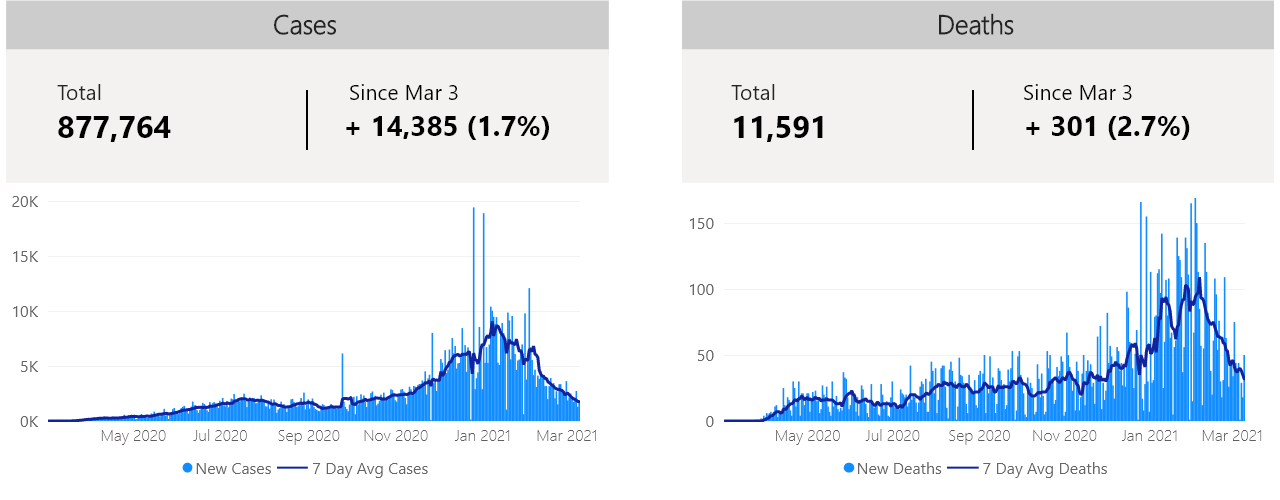 Cases
Total
877,764
Since Mar 3
+ 14,385 (1.7%)
20K
15K
10K
5K
0K
May 2020 Jul 2020 Sep 2020 Nov 2020 Jan 2021 Mar 2021
New Cases 7 Day Avg Cases
Deaths
Total
11,591
Since Mar 3
+ 301 (2.7%)
150
100
50
0
May 2020 Jul 2020 Sep 2020 Nov 2020 Jan 2021 Mar 2021
New Deaths 7 Day Avg Deaths